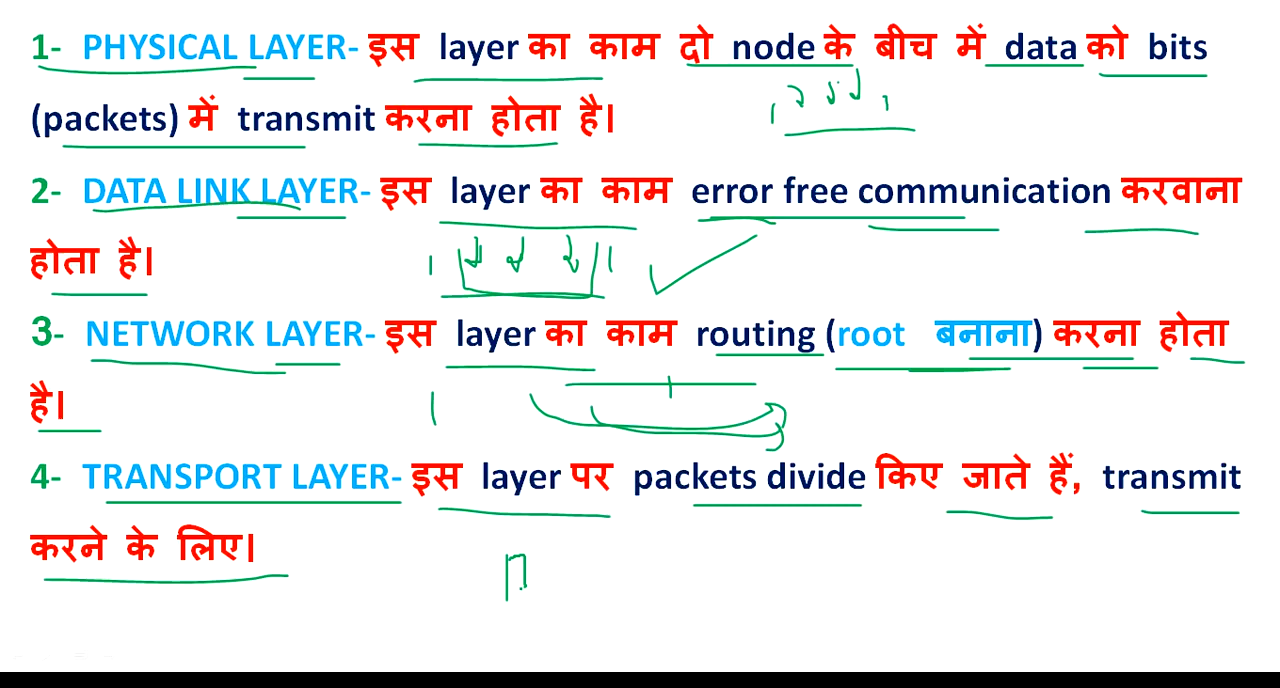 1- PHYSICAL LAYER- इस layer का काम दो node के बीच में data को bits
(packets) में transmit करना होता है।
2- DATA LINK LAYER- इस layer का काम error free communication करवाना
होता है।
3- NETWORK LAYER- इस layer का काम routing (root बनाना) करना होता
है।
4- TRANSPORT LAYER- इस layer पर packets divide किए जाते हैं, transmit
करने के लिए।